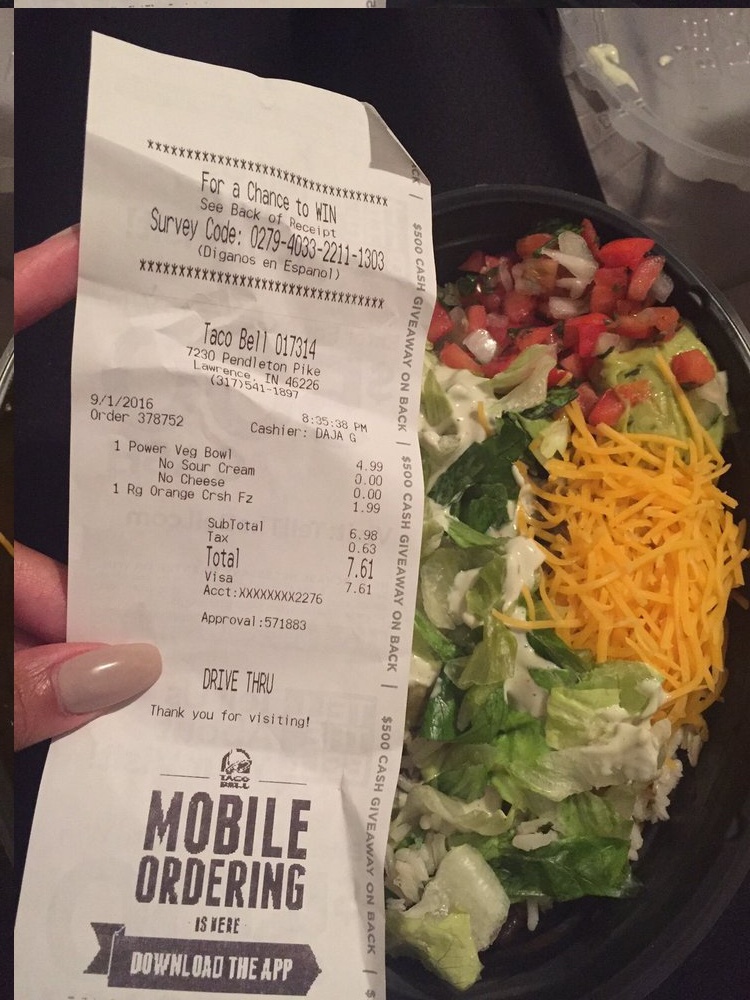 xxxxxxxxxxxxxxxxxxxxxxxxxxxxxxxx
For a Chance to WIN
See Back of Receipt
Survey Code: 0279-4033-2211-1303
(Diganos en Espanol)
xxxxxxxxxxxxxxxxxxxxxxxxxxxxxxxx
Taco Bell 017314
7230 Pendleton Pike
Lawrence, IN 46226
(317)541-1897
9/1/2016 8:35:38 PM
Order 378752 Cashier: DAJA G
1 Power Veg Bowl 4.99
No Sour Cream 0.00
No Cheese 0.00
1 Rg Orange Crsh Fz 1.99
SubTotal 6.98
Tax 0.63
Total 7.61
Visa 7.61
Acct:XXXXXXXX2276
Approval:571883
DRIVE THRU
Thank you for visiting!
TACO
BELL
MOBILE
ORDERING
IS HERE
DOWNLOAD THE APP
CK | $500 CASH GIVEAWAY ON BACK | $500 CASH GIVEAWAY ON BACK | $500 CASH GIVEAWAY ON BACK | $